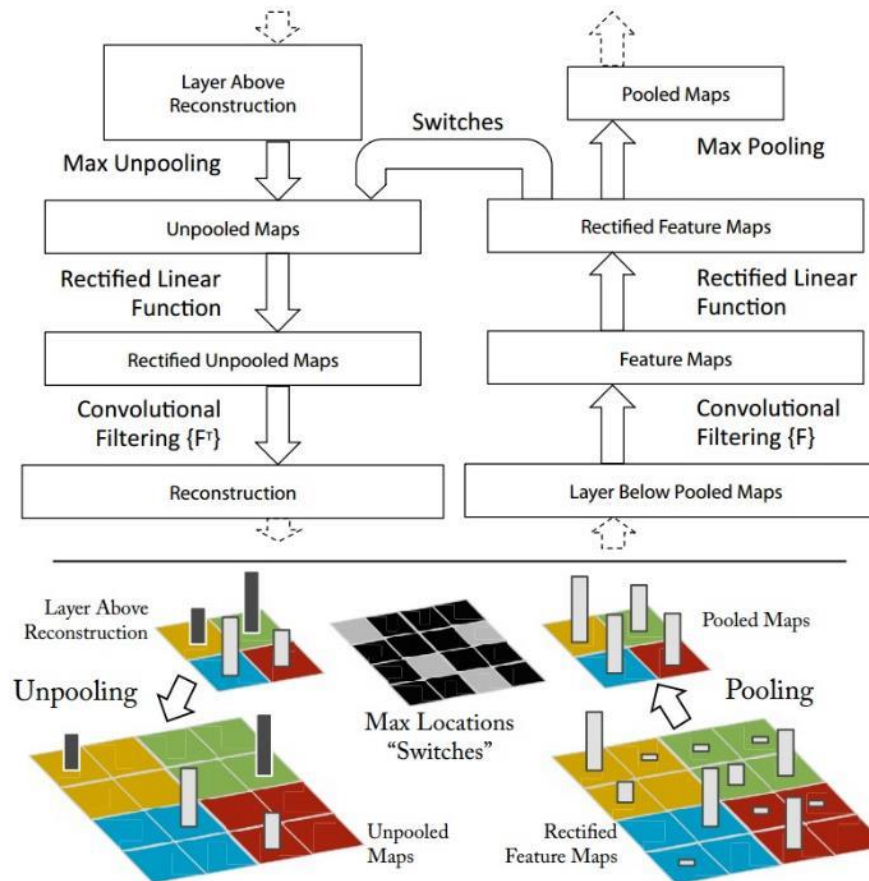 Layer Above
Reconstruction
Pooled Maps
Switches
Max Unpooling
Max Pooling
Unpooled Maps
Rectified Feature Maps
Rectified Linear
Function
Rectified Linear
Function
Rectified Unpooled Maps
Feature Maps
Convolutional
Filtering {Fᵀ}
Convolutional
Filtering {F}
Reconstruction
Layer Below Pooled Maps
Layer Above
Reconstruction
Pooled Maps
Unpooling
Pooling
Max Locations
“Switches”
Unpooled
Maps
Rectified
Feature Maps